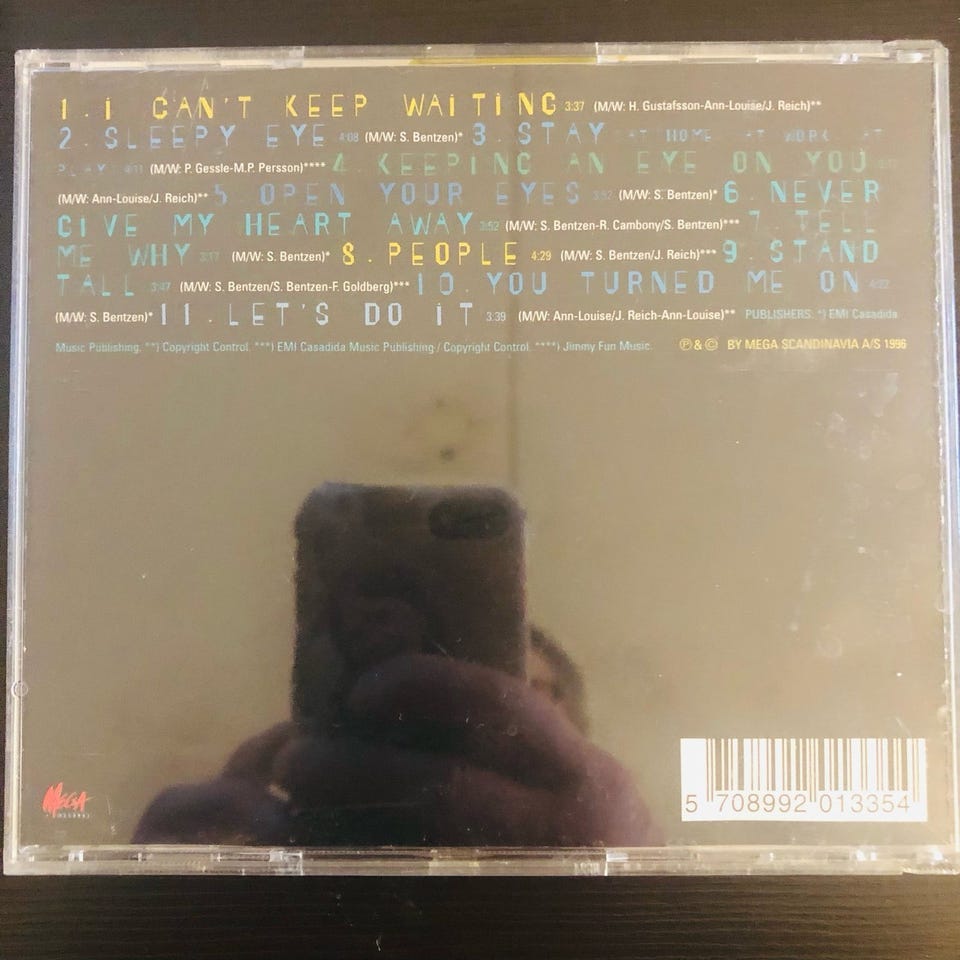 1. I CAN'T KEEP WAITING 3:37 (M/W: H. Gustafsson-Ann-Louise/J. Reich)**
2. SLEEPY EYE 4:08 (M/W: S. Bentzen)* 3. STAY AT HOME AT WORK AT
PLAY 4:11 (M/W: P. Gessle-M.P. Persson)**** 4. KEEPING AN EYE ON YOU
(M/W: Ann-Louise/J. Reich)** 5. OPEN YOUR EYES 3:52 (M/W: S. Bentzen)* 6. NEVER
GIVE MY HEART AWAY 3:52 (M/W: S. Bentzen-R. Cambony/S. Bentzen)*** 7. TELL
ME WHY 3:17 (M/W: S. Bentzen)* 8. PEOPLE 4:29 (M/W: S. Bentzen/J. Reich)*** 9. STAND
TALL 3:47 (M/W: S. Bentzen/S. Bentzen-F. Goldberg)*** 10. YOU TURNED ME ON 4:22
(M/W: S. Bentzen)* 11. LET'S DO IT 3:39 (M/W: Ann-Louise/J. Reich-Ann-Louise)** PUBLISHERS: *) EMI Casadida
Music Publishing. **) Copyright Control. ***) EMI Casadida Music Publishing / Copyright Control. ****) Jimmy Fun Music. ℗ & © BY MEGA SCANDINAVIA A/S 1996
MEGA
RECORDS
5 708992 013354